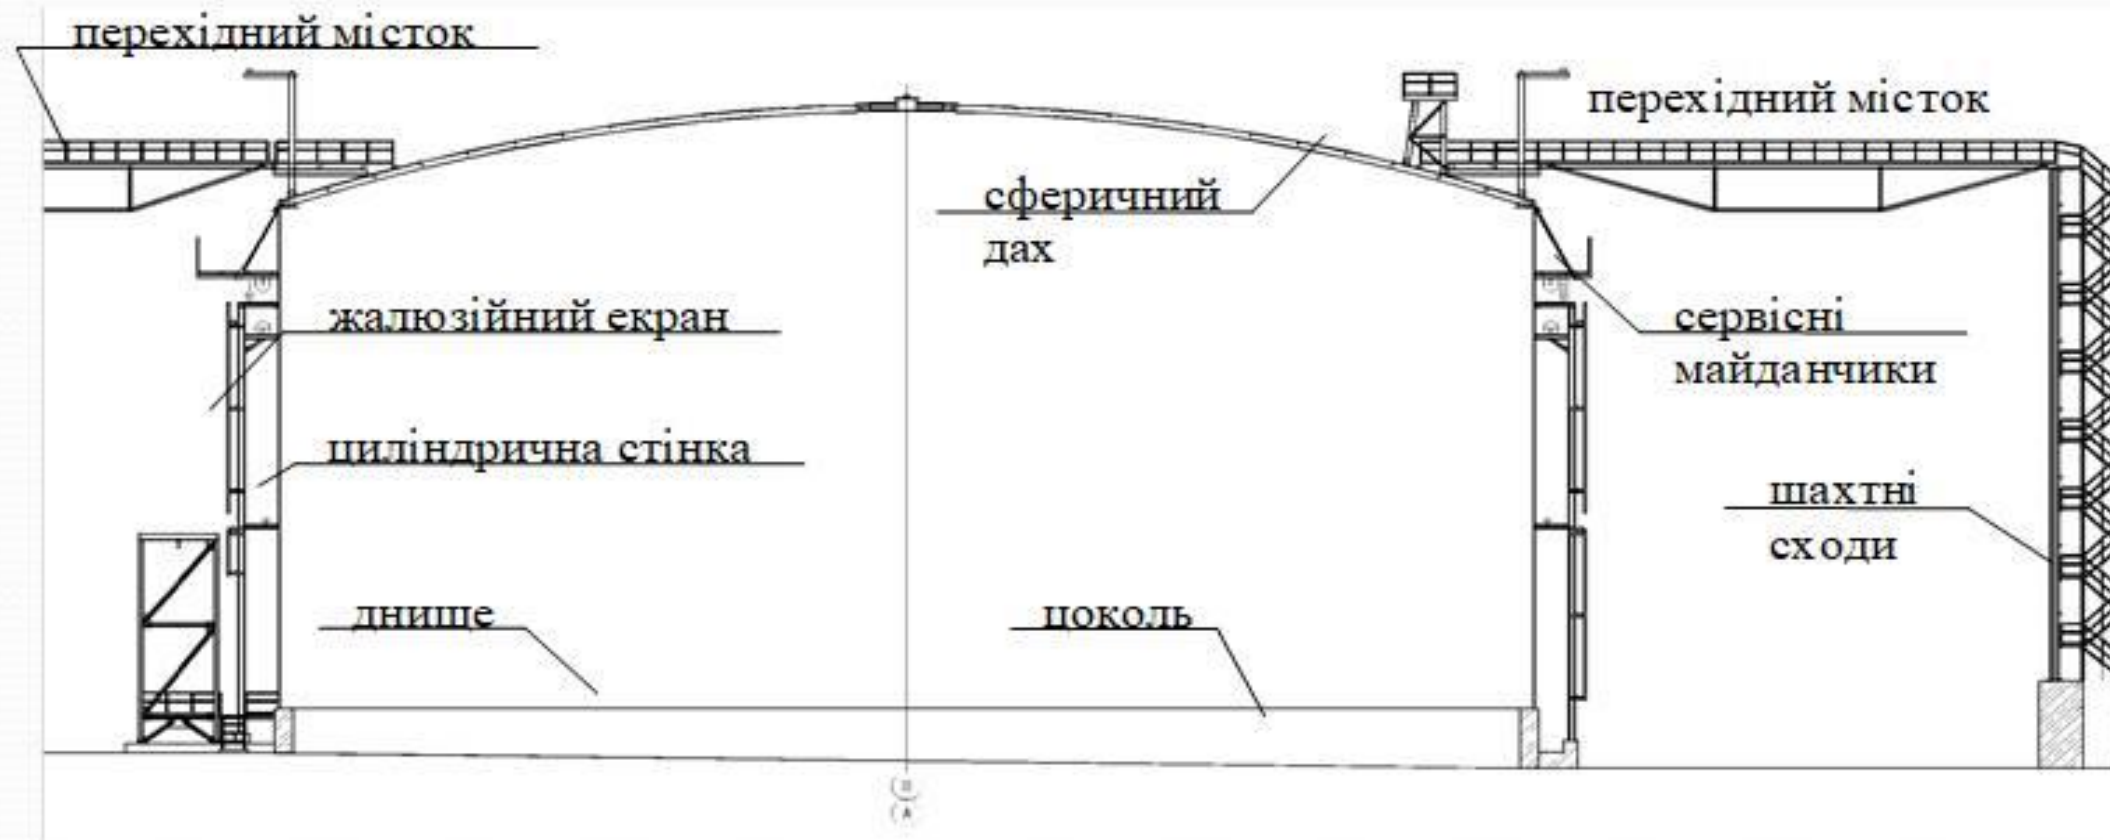 перехідний місток
перехідний місток
сферичний
дах
жалюзійний екран
сервісні
майданчики
циліндрична стінка
шахтні
сходи
днище
цоколь